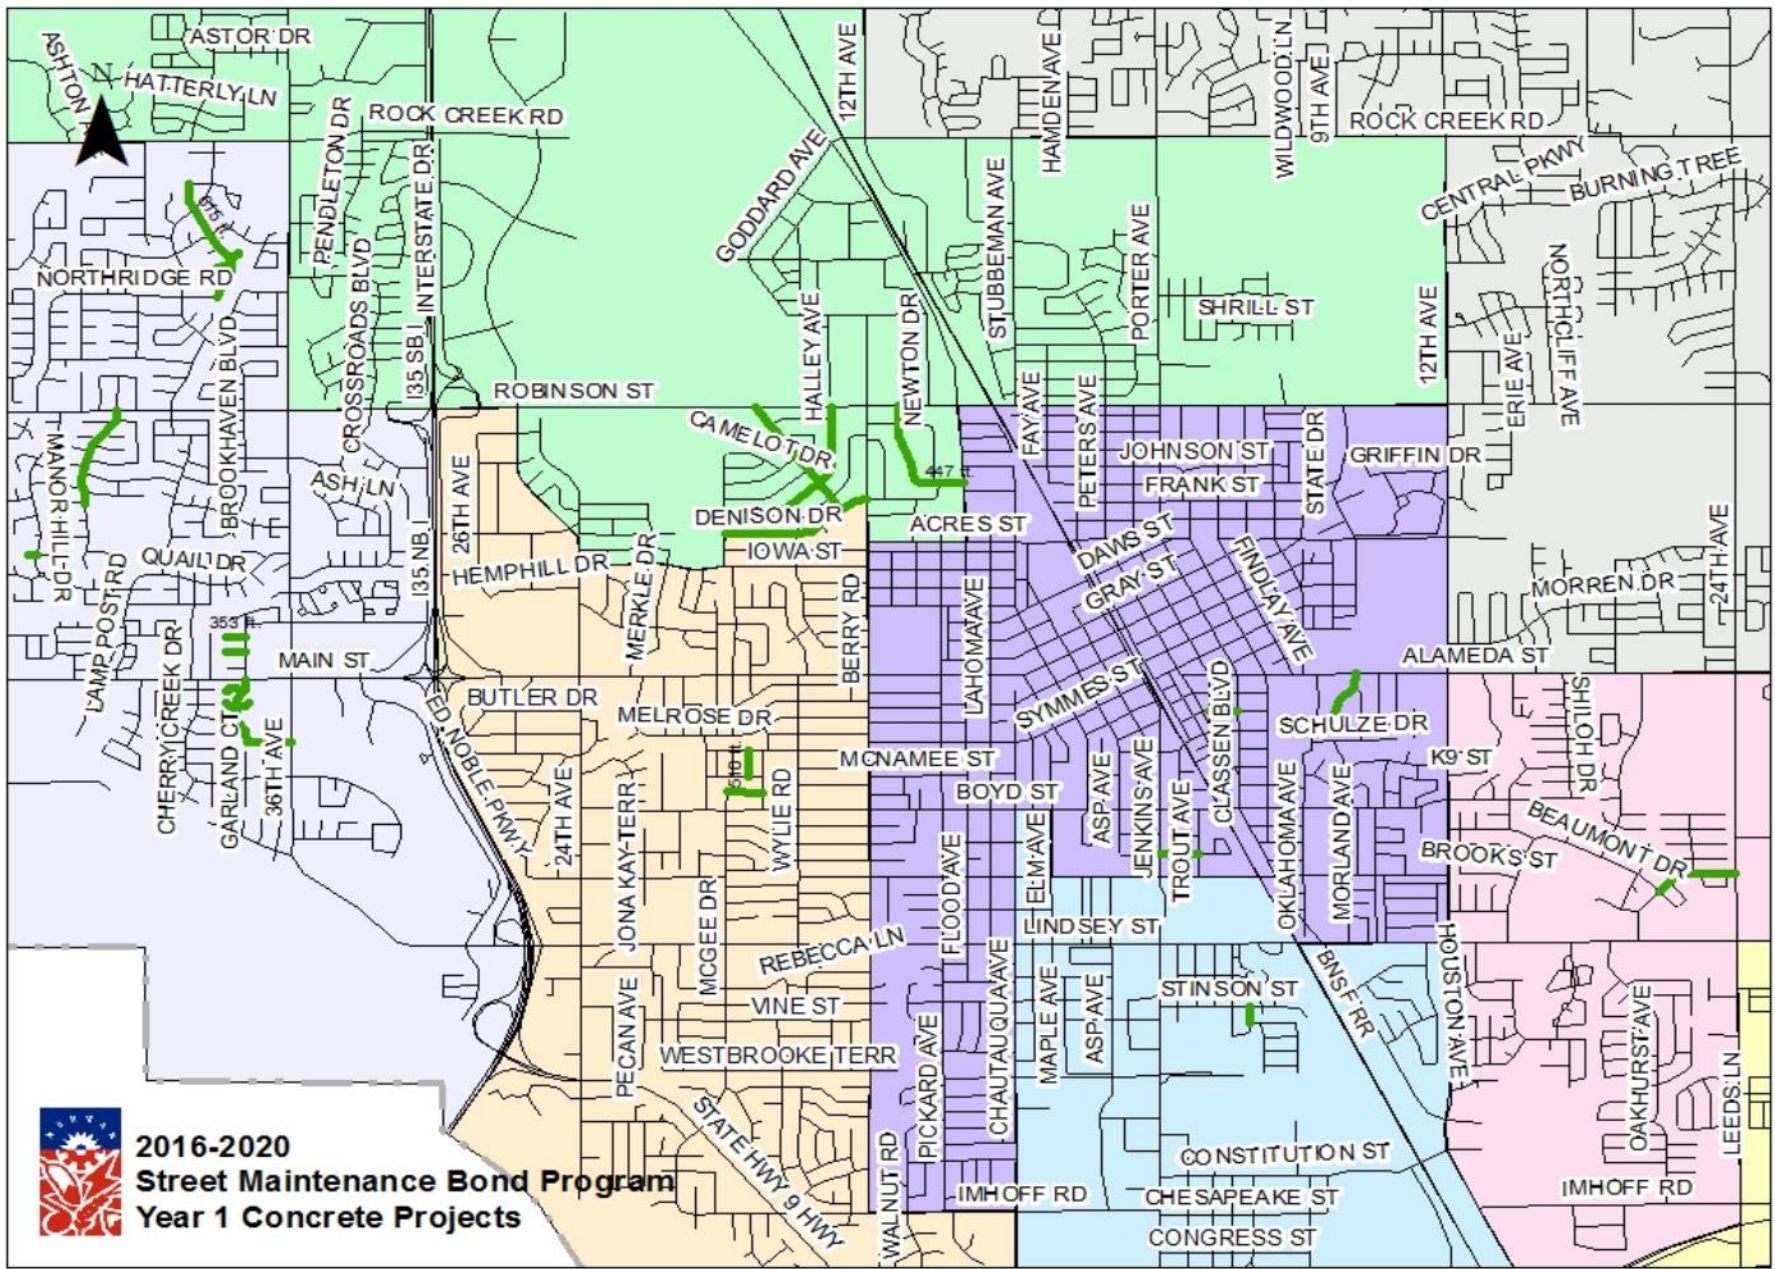 ASTOR DR
HATTERLY LN
N
ROCK CREEK RD
PENDLETON DR
INTERSTATE DR
12TH AVE
HAMDEN AVE
WILDWOOD LN
9TH AVE
ROCK CREEK RD
CENTRAL PKWY
BURNING TREE
GODDARD AVE
STUBBEMAN AVE
PORTER AVE
615 ft.
NORTHRIDGE RD
CROSSROADS BLVD
BROOKHAVEN BLVD
I35 SB I
HALLEY AVE
NEWTON DR
SHRILL ST
12TH AVE
ERIE AVE
NORTHCLIFF AVE
ROBINSON ST
CAMELOT DR
FAY AVE
PETERS AVE
JOHNSON ST
STATE DR
GRIFFIN DR
FRANK ST
MANOR HILL DR
ASH LN
26TH AVE
447 ft.
DENISON DR
ACRES ST
IOWA ST
DAWS ST
GRAY ST
FINDLAY AVE
24TH AVE
QUAIL DR
I35 NB I
HEMPHILL DR
MERKLE DR
BERRY RD
LAHOMA AVE
MORREN DR
LAMP POST RD
353 ft.
CHERRY CREEK DR
MAIN ST
ALAMEDA ST
GARLAND CT
36TH AVE
ED NOBLE PKWY
BUTLER DR
MELROSE DR
SYMMES ST
CLASSEN BLVD
SCHULZE DR
SHILOH DR
510 ft.
MCNAMEE ST
K9 ST
24TH AVE
JONA KAY TERR
WYLIE RD
BOYD ST
ASP AVE
JENKINS AVE
TROUT AVE
OKLAHOMA AVE
MORLAND AVE
BEAUMONT DR
BROOKS ST
FLOOD AVE
ELM AVE
MCGEE DR
LINDSEY ST
REBECCA LN
CHAUTAUQUA AVE
HOUSTON AVE
BNSF RR
PECAN AVE
VINE ST
MAPLE AVE
ASP AVE
STINSON ST
OAKHURST AVE
LEEDS LN
WESTBROOKE TERR
PICKARD AVE
STATE HWY 9 HWY
WALNUT RD
CONSTITUTION ST
IMHOFF RD
CHESAPEAKE ST
IMHOFF RD
CONGRESS ST
NORMAN
2016-2020
Street Maintenance Bond Program
Year 1 Concrete Projects